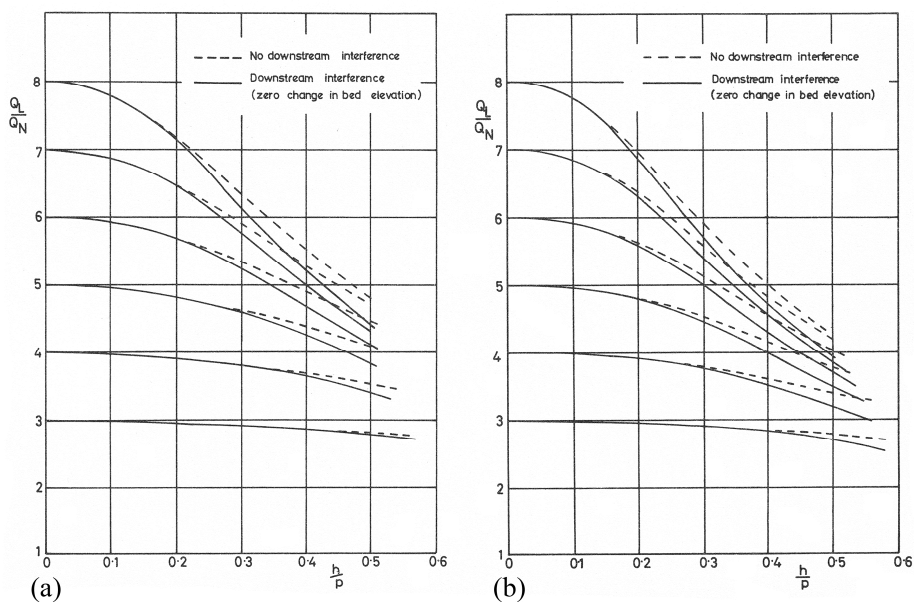 No downstream interference
Downstream interference
(zero change in bed elevation)
8
Q_L
Q_N
7
6
5
4
3
2
1
0
0·1
0·2
0·3
0·4
0·5
0·6
h
p
(a)
No downstream interference
Downstream interference
(zero change in bed elevation)
8
Q_L
Q_N
7
6
5
4
3
2
1
0
0·1
0·2
0·3
0·4
0·5
0·6
h
p
(b)